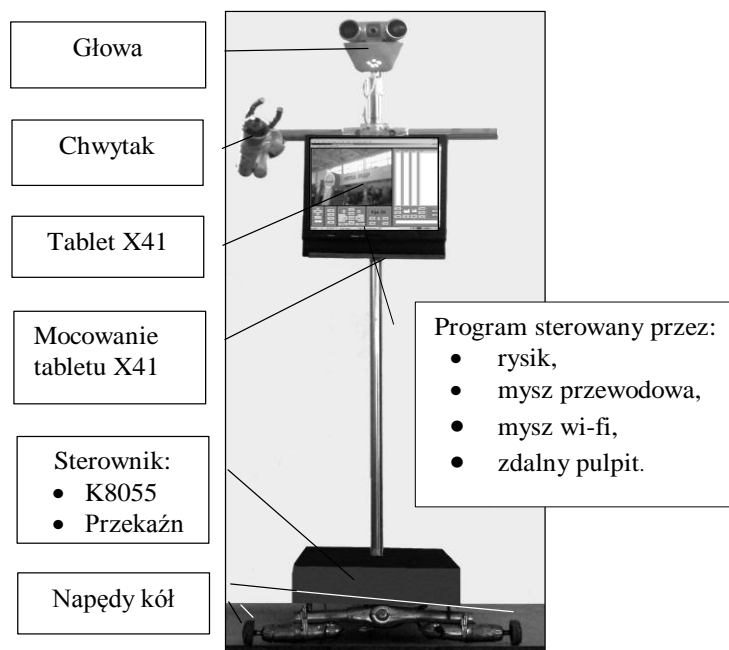 Głowa
Chwytak
Tablet X41
Mocowanie
tabletu X41
Sterownik:
• K8055
• Przekaźn
Napędy kół
Program sterowany przez:
• rysik,
• mysz przewodowa,
• mysz wi-fi,
• zdalny pulpit.